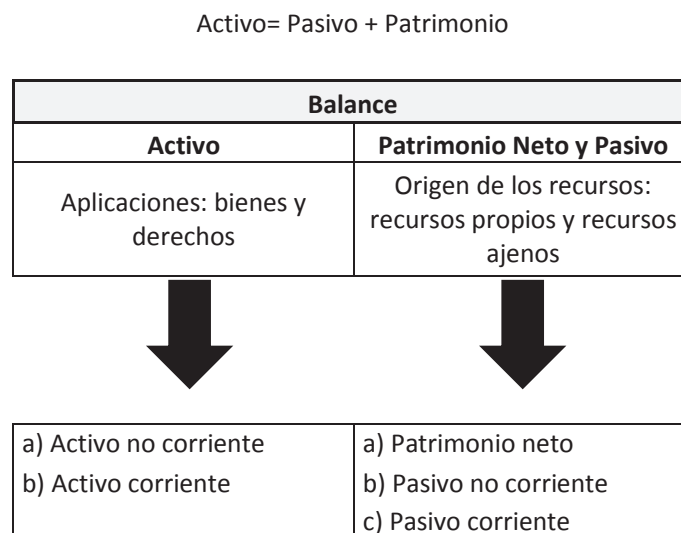 Activo= Pasivo + Patrimonio
Balance
Activo
Patrimonio Neto y Pasivo
Aplicaciones: bienes y
derechos
Origen de los recursos:
recursos propios y recursos
ajenos
a) Activo no corriente
b) Activo corriente
a) Patrimonio neto
b) Pasivo no corriente
c) Pasivo corriente